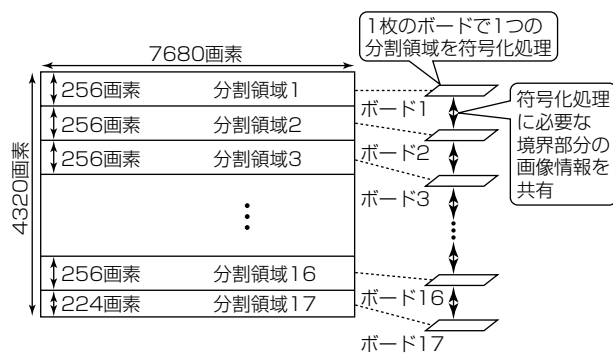 1枚のボードで1つの
分割領域を符号化処理
7680画素
4320画素
256画素 分割領域1
ボード1
256画素 分割領域2
ボード2
256画素 分割領域3
ボード3
符号化処理
に必要な
境界部分の
画像情報を
共有
256画素 分割領域16
ボード16
224画素 分割領域17
ボード17